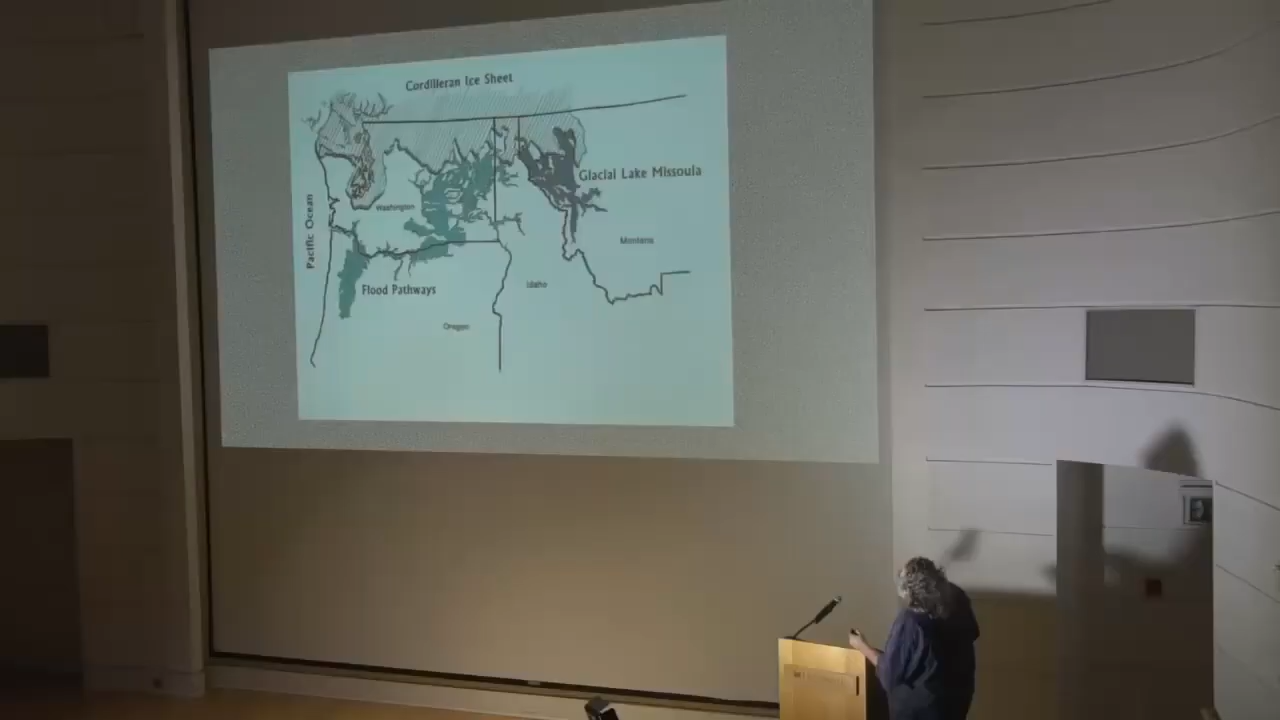 Cordilleran Ice Sheet
Glacial Lake Missoula
Pacific Ocean
Washington
Montana
Flood Pathways
Idaho
Oregon